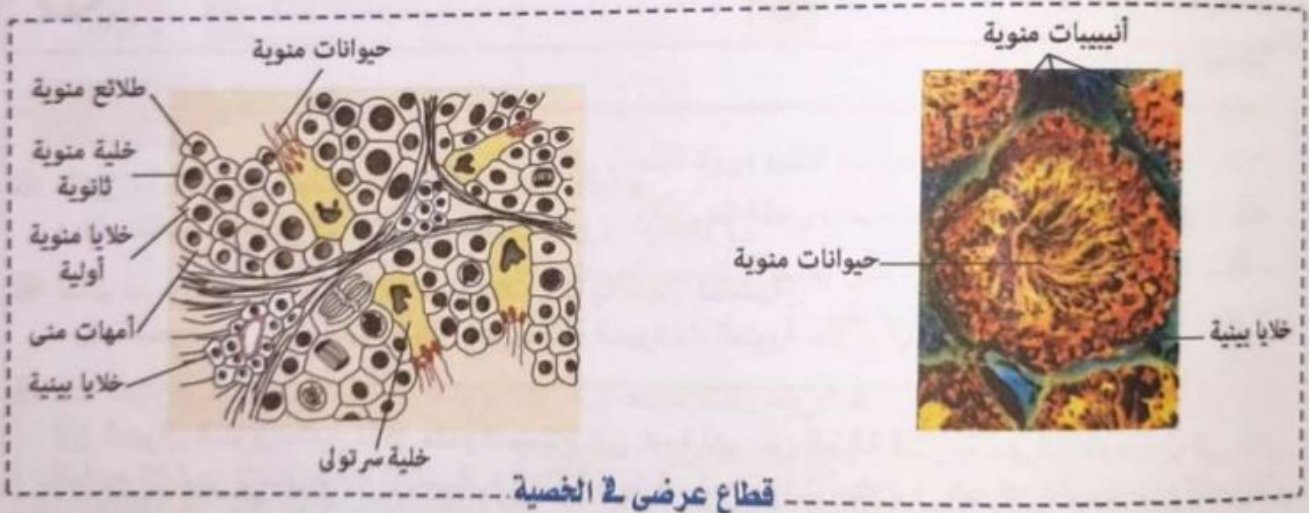 أنيبيبات منوية
حيوانات منوية
خلايا بينية
حيوانات منوية
طلائع منوية
خلية منوية
ثانوية
خلايا منوية
أولية
أمهات منى
خلايا بينية
خلية سرتولى
قطاع عرضى في الخصية